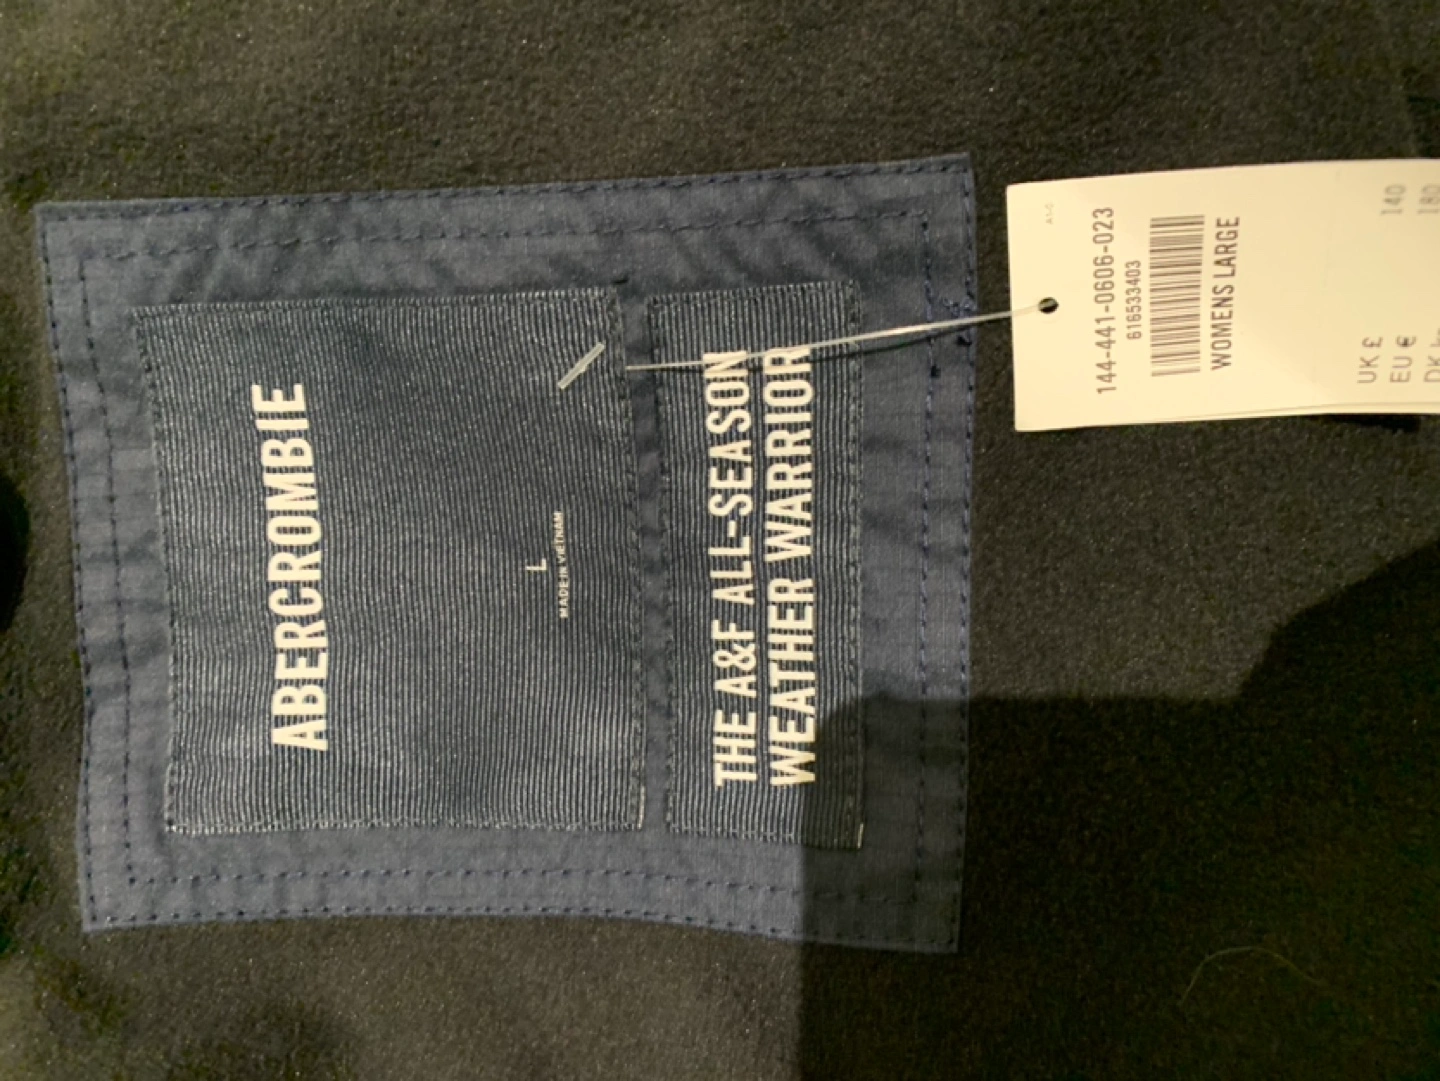 ABERCROMBIE
L
MADE IN VIETNAM
THE A&F ALL-SEASON
WEATHER WARRIOR
144-441-0606-023
616533403
WOMENS LARGE
UK £ 140
EU € 180